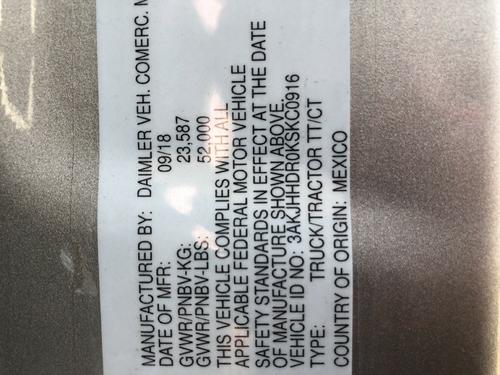 MANUFACTURED BY: DAIMLER VEH. COMERC.
DATE OF MFR: 09/18
GVWR/PNBV-KG: 23,587
GVWR/PNBV-LBS: 52,000
THIS VEHICLE COMPLIES WITH ALL
APPLICABLE FEDERAL MOTOR VEHICLE
SAFETY STANDARDS IN EFFECT AT THE DATE
OF MANUFACTURE SHOWN ABOVE.
VEHICLE ID NO: 3AKJHHDR0KSKC0916
TYPE: TRUCK/TRACTOR TT/CT
COUNTRY OF ORIGIN: MEXICO